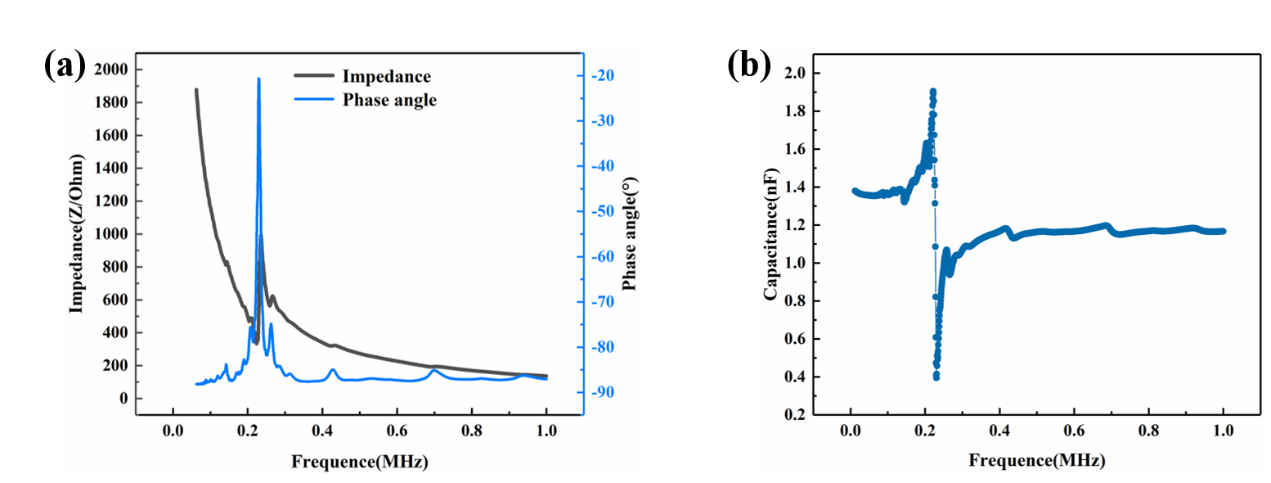 (a)
Impedance
Phase angle
2000
1800
1600
1400
1200
1000
800
600
400
200
0
Impedance(Z/Ohm)
-20
-30
-40
-50
-60
-70
-80
-90
Phase angle(°)
0.0 0.2 0.4 0.6 0.8 1.0
Frequence(MHz)
(b)
2.0
1.8
1.6
1.4
1.2
1.0
0.8
0.6
0.4
0.2
Capacitance(nF)
0.0 0.2 0.4 0.6 0.8 1.0
Frequence(MHz)